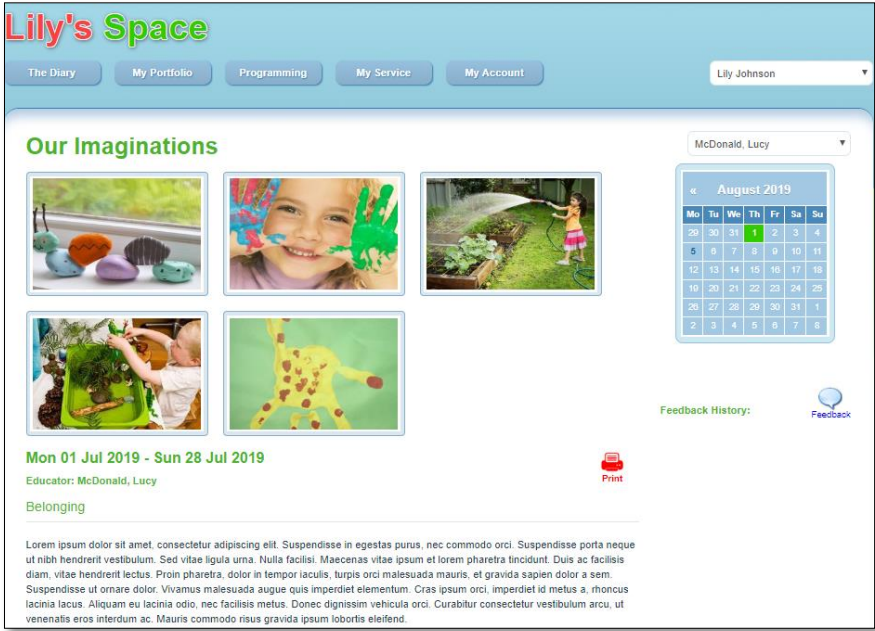 Lily's Space
The Diary My Portfolio Programming My Service My Account Lily Johnson
Our Imaginations
McDonald, Lucy
« August 2019
Mo Tu We Th Fr Sa Su
29 30 31 1 2 3 4
5 6 7 8 9 10 11
12 13 14 15 16 17 18
19 20 21 22 23 24 25
26 27 28 29 30 31 1
2 3 4 5 6 7 8
Feedback History:
Feedback
Mon 01 Jul 2019 - Sun 28 Jul 2019
Print
Educator: McDonald, Lucy
Belonging
Lorem ipsum dolor sit amet, consectetur adipiscing elit. Suspendisse in egestas purus, nec commodo orci. Suspendisse porta neque
ut nibh hendrerit vestibulum. Sed vitae ligula urna. Nulla facilisi. Maecenas vitae ipsum et lorem pharetra tincidunt. Duis ac facilisis
diam, vitae hendrerit lectus. Proin pharetra, dolor in tempor iaculis, turpis orci malesuada mauris, et gravida sapien dolor a sem.
Suspendisse ut ornare dolor. Vivamus malesuada augue quis imperdiet elementum. Cras ipsum orci, imperdiet id metus a, rhoncus
lacinia lacus. Aliquam eu lacinia odio, nec facilisis metus. Donec dignissim vehicula orci. Curabitur consectetur vestibulum arcu, ut
venenatis eros interdum ac. Mauris commodo risus gravida ipsum lobortis eleifend.